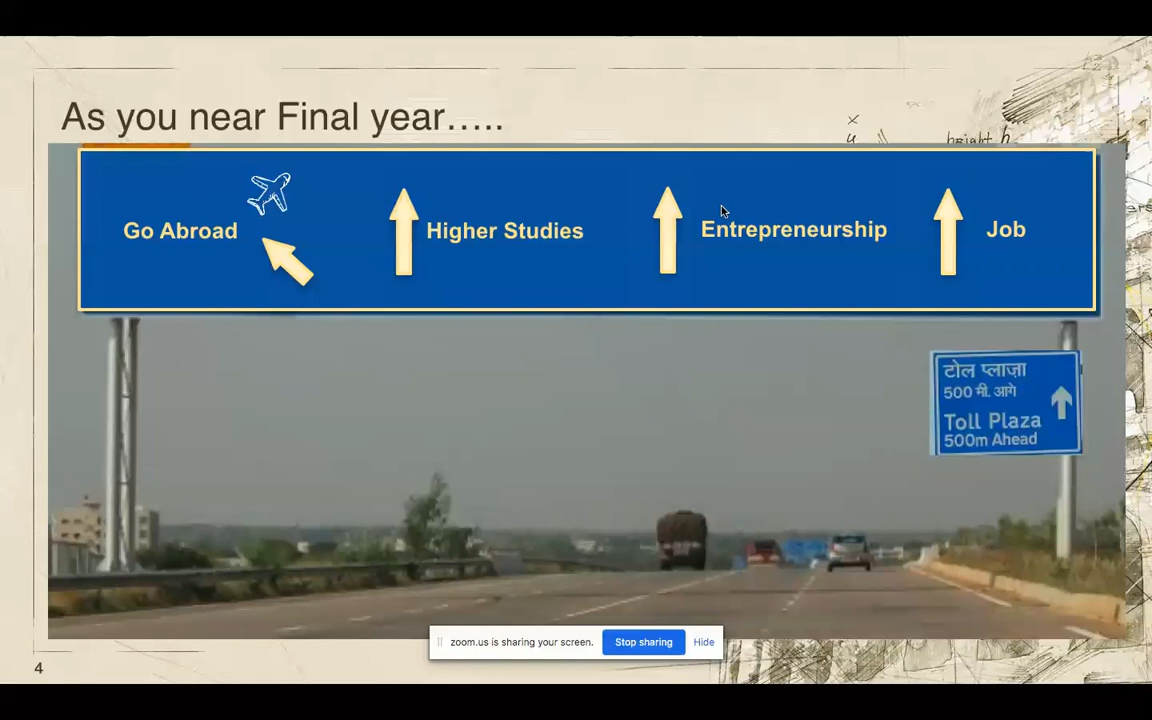 As you near Final year.....
x
y
height h
Go Abroad
Higher Studies
Entrepreneurship
Job
टोल प्लाज़ा
500 मी. आगे
Toll Plaza
500m Ahead
zoom.us is sharing your screen.
Stop sharing
Hide
4